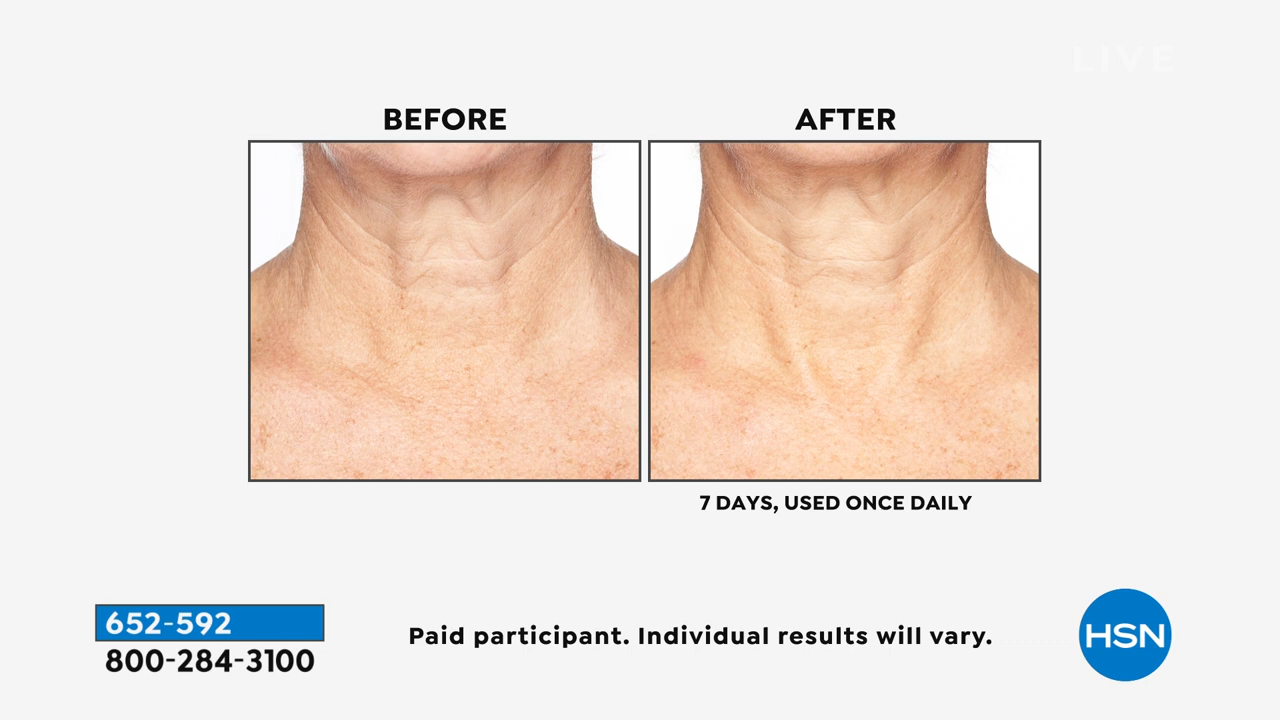 LIVE
BEFORE
AFTER
7 DAYS, USED ONCE DAILY
652-592
800-284-3100
Paid participant. Individual results will vary.
HSN